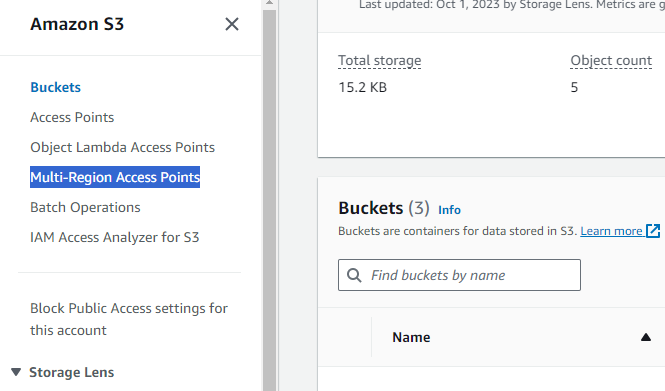 Amazon S3
Buckets
Access Points
Object Lambda Access Points
Multi-Region Access Points
Batch Operations
IAM Access Analyzer for S3
Block Public Access settings for
this account
Storage Lens
Last updated: Oct 1, 2023 by Storage Lens. Metrics are g
Total storage
Object count
15.2 KB
5
Buckets (3) Info
Buckets are containers for data stored in S3. Learn more
Find buckets by name
Name